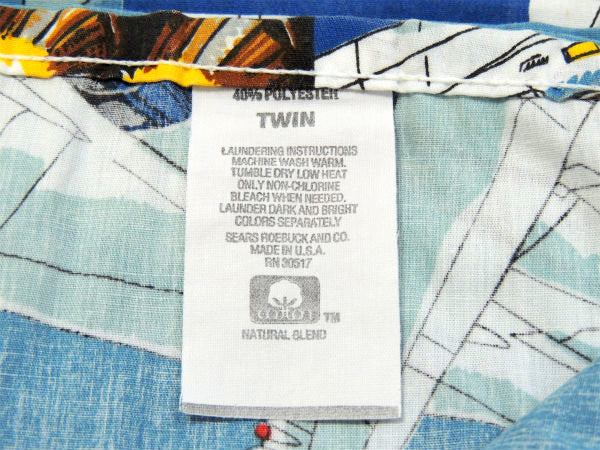 40% POLYESTER
TWIN
LAUNDERING INSTRUCTIONS
MACHINE WASH WARM.
TUMBLE DRY LOW HEAT
ONLY NON-CHLORINE
BLEACH WHEN NEEDED.
LAUNDER DARK AND BRIGHT
COLORS SEPARATELY
SEARS ROEBUCK AND CO.
MADE IN U.S.A.
RN 30517
cotton TM
NATURAL BLEND